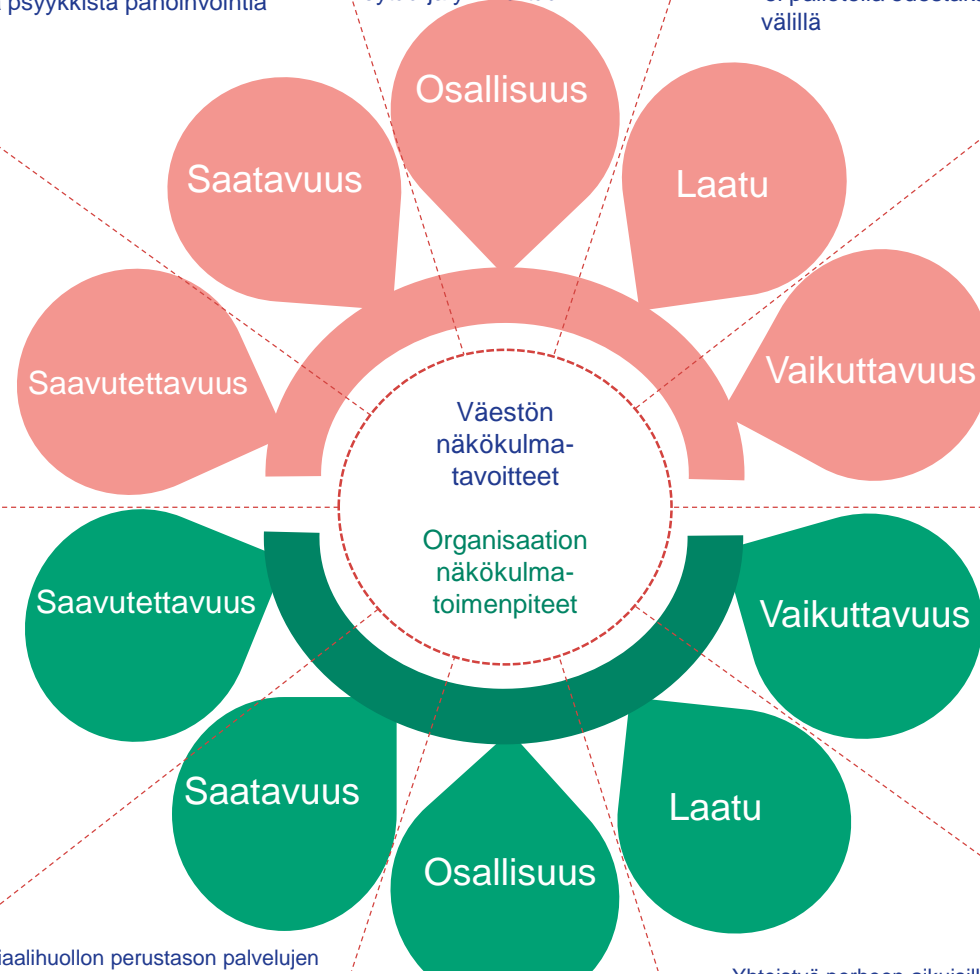 psyykkistä pahoinvointia
välillä
Osallisuus
Saatavuus
Laatu
Saavutettavuus
Vaikuttavuus
Väestön
näkökulma-
tavoitteet
Organisaation
näkökulma-
toimenpiteet
Saavutettavuus
Vaikuttavuus
Saatavuus
Laatu
Osallisuus
iaalihuollon perustason palvelujen